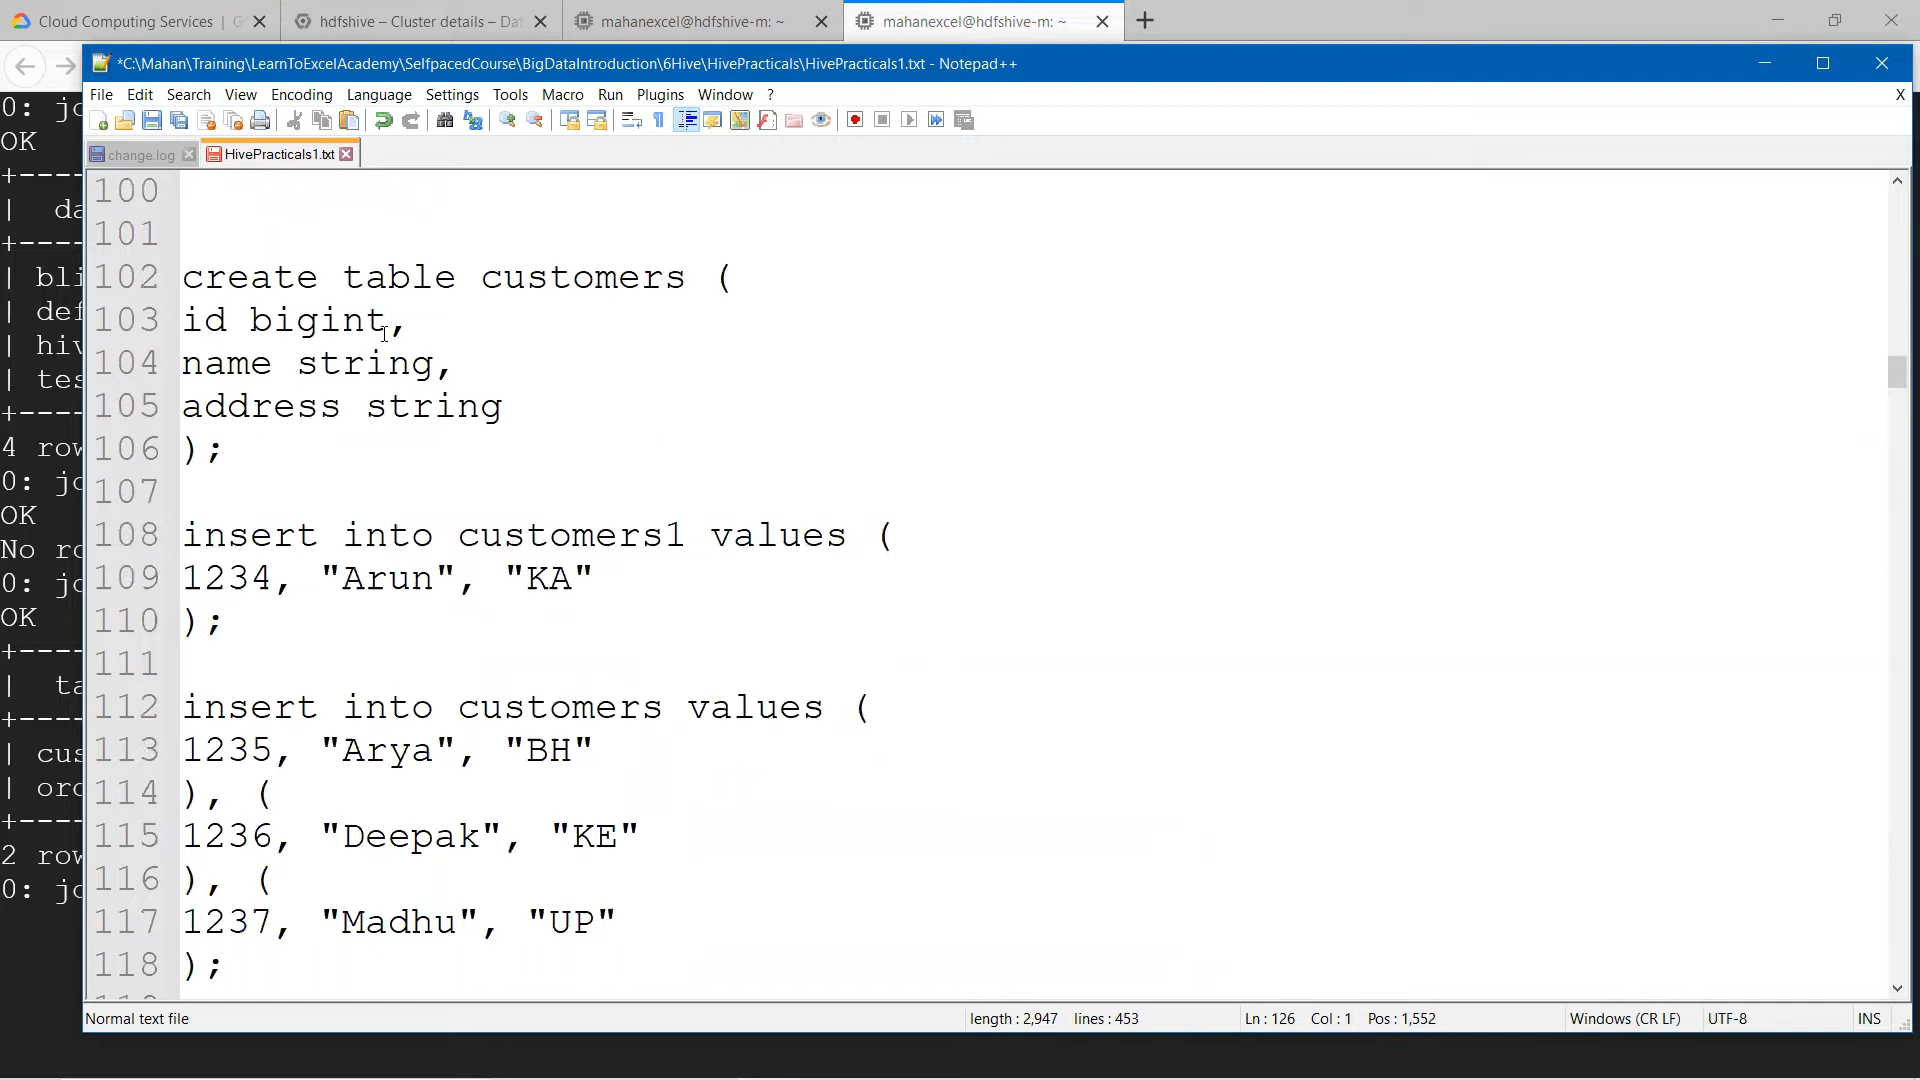 Cloud Computing Services | G
hdfshive – Cluster details – Dat
mahanexcel@hdfshive-m: ~
mahanexcel@hdfshive-m: ~
*C:\Mahan\Training\LearnToExcelAcademy\SelfpacedCourse\BigDataIntroduction\6Hive\HivePracticals\HivePracticals1.txt - Notepad++
File Edit Search View Encoding Language Settings Tools Macro Run Plugins Window ? X
change.log HivePracticals1.txt
0: jo
OK
+----
| da
+----
| bli
| def
| hiv
| tes
+----
4 row
0: jo
OK
No ro
0: jo
OK
+----
| ta
+----
| cus
| ord
+----
2 row
0: jo
100
101
102 create table customers (
103 id bigint,
104 name string,
105 address string
106 );
107
108 insert into customers1 values (
109 1234, "Arun", "KA"
110 );
111
112 insert into customers values (
113 1235, "Arya", "BH"
114 ), (
115 1236, "Deepak", "KE"
116 ), (
117 1237, "Madhu", "UP"
118 );
Normal text file length : 2,947 lines : 453 Ln : 126 Col : 1 Pos : 1,552 Windows (CR LF) UTF-8 INS